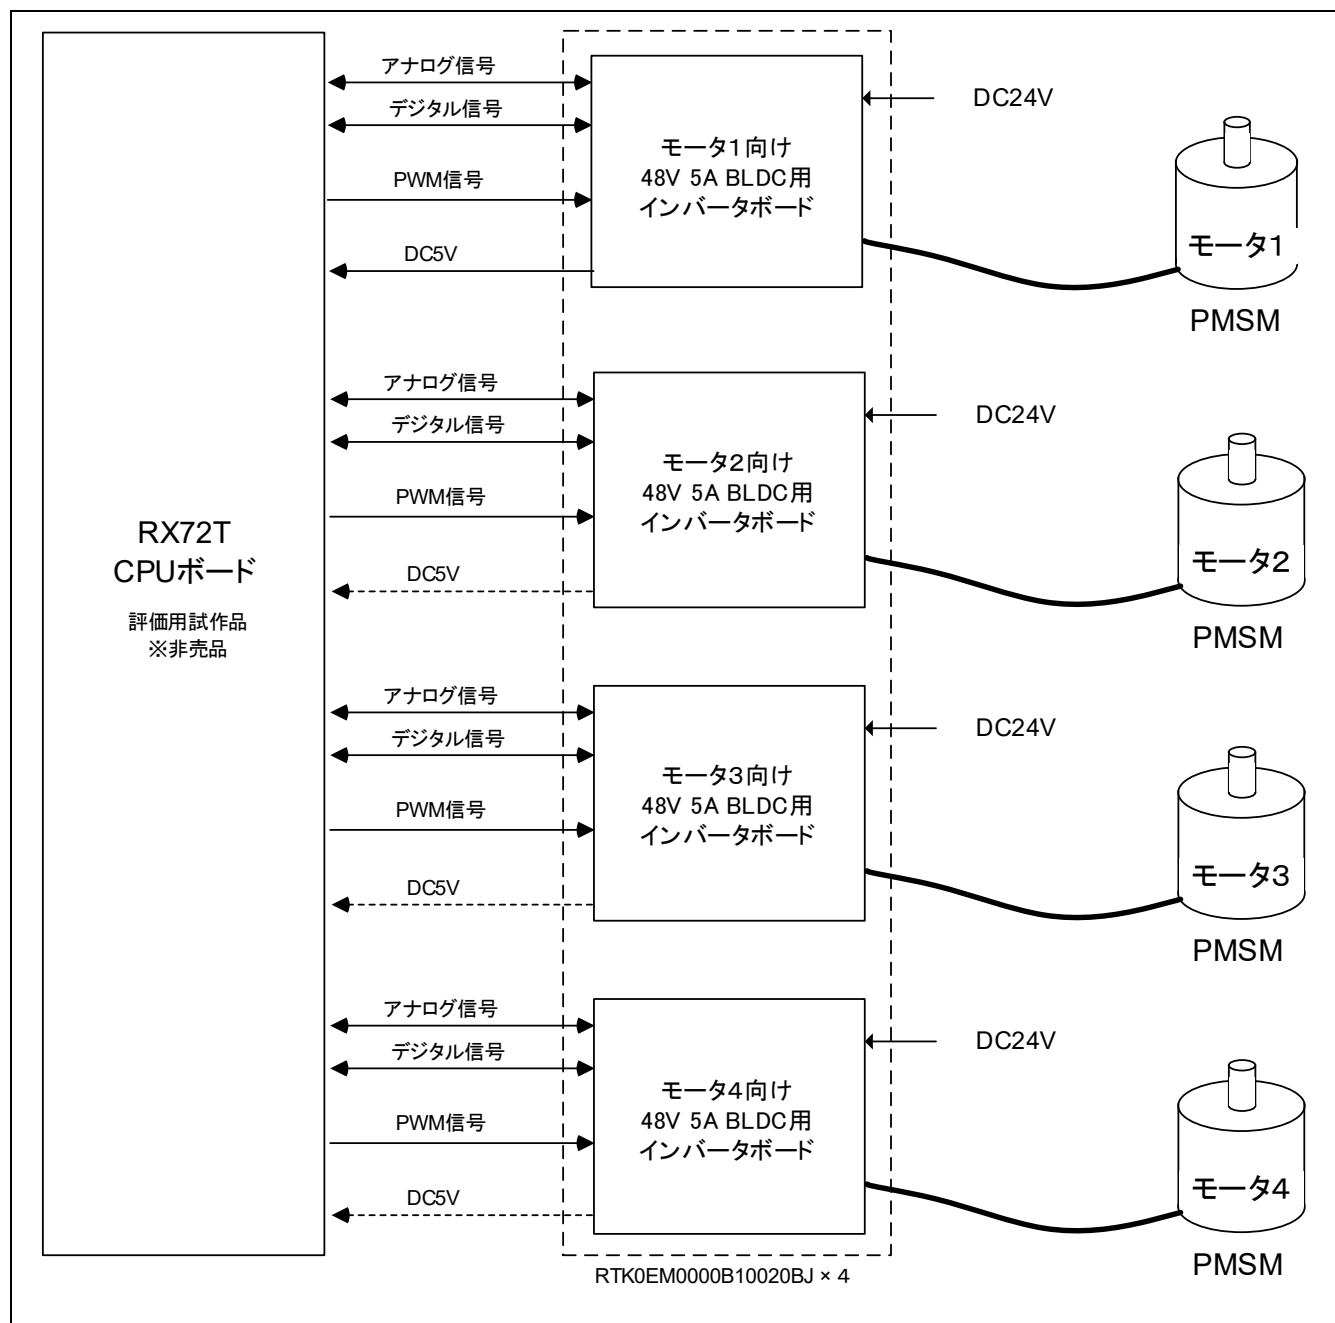 RX72T
CPUボード
評価用試作品
※非売品
アナログ信号
デジタル信号
PWM信号
DC5V
モータ1向け
48V 5A BLDC用
インバータボード
DC24V
モータ1
PMSM
アナログ信号
デジタル信号
PWM信号
DC5V
モータ2向け
48V 5A BLDC用
インバータボード
DC24V
モータ2
PMSM
アナログ信号
デジタル信号
PWM信号
DC5V
モータ3向け
48V 5A BLDC用
インバータボード
DC24V
モータ3
PMSM
アナログ信号
デジタル信号
PWM信号
DC5V
モータ4向け
48V 5A BLDC用
インバータボード
DC24V
モータ4
PMSM
RTK0EM0000B10020BJ × 4